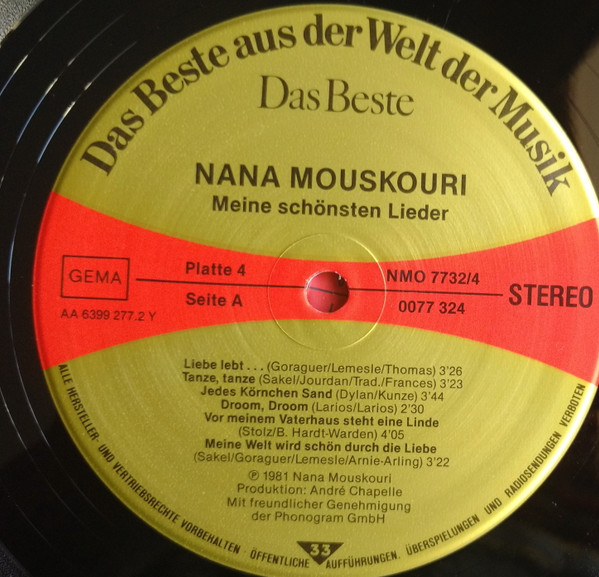 Das Beste aus der Welt der Musik
Das Beste
NANA MOUSKOURI
Meine schönsten Lieder
GEMA
Platte 4
NMO 7732/4
STEREO
Seite A
0077 324
AA 6399 277.2 Y
Liebe lebt . . . (Goraguer/Lemesle/Thomas) 3'26
Tanze, tanze (Sakel/Jourdan/Trad./Frances) 3'23
Jedes Körnchen Sand (Dylan/Kunze) 3'44
Droom, Droom (Larios/Larios) 2'30
Vor meinem Vaterhaus steht eine Linde
(Stolz/B. Hardt-Warden) 4'05
Meine Welt wird schön durch die Liebe
(Sakel/Goraguer/Lemesle/Arnie-Arling) 3'22
℗ 1981 Nana Mouskouri
Produktion: André Chapelle
Mit freundlicher Genehmigung
der Phonogram GmbH
33
ALLE HERSTELLER- UND VERTRIEBSRECHTE VORBEHALTEN · ÖFFENTLICHE AUFFÜHRUNGEN, ÜBERSPIELUNGEN UND RADIOSENDUNGEN VERBOTEN